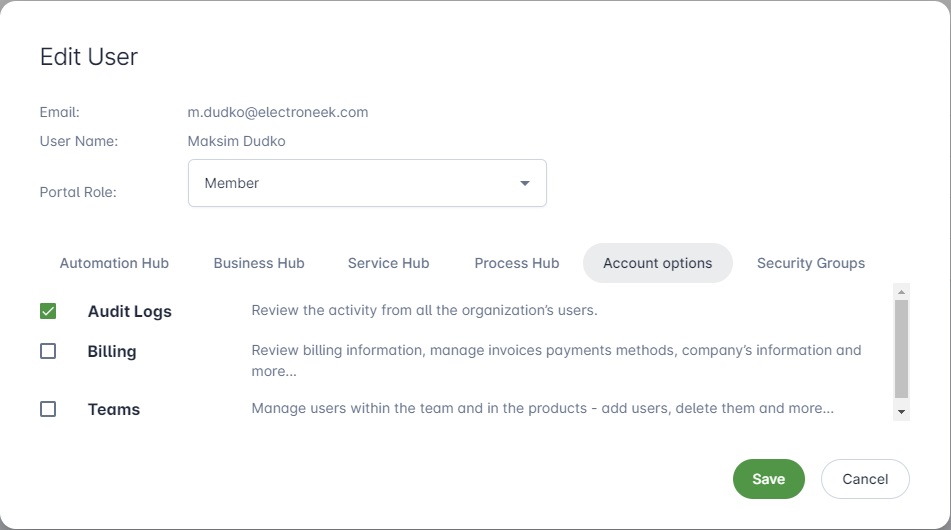 Edit User
Email: m.dudko@electroneek.com
User Name: Maksim Dudko
Portal Role: Member
Automation Hub Business Hub Service Hub Process Hub Account options Security Groups
Audit Logs Review the activity from all the organization’s users.
Billing Review billing information, manage invoices payments methods, company’s information and
more...
Teams Manage users within the team and in the products - add users, delete them and more...
Save Cancel